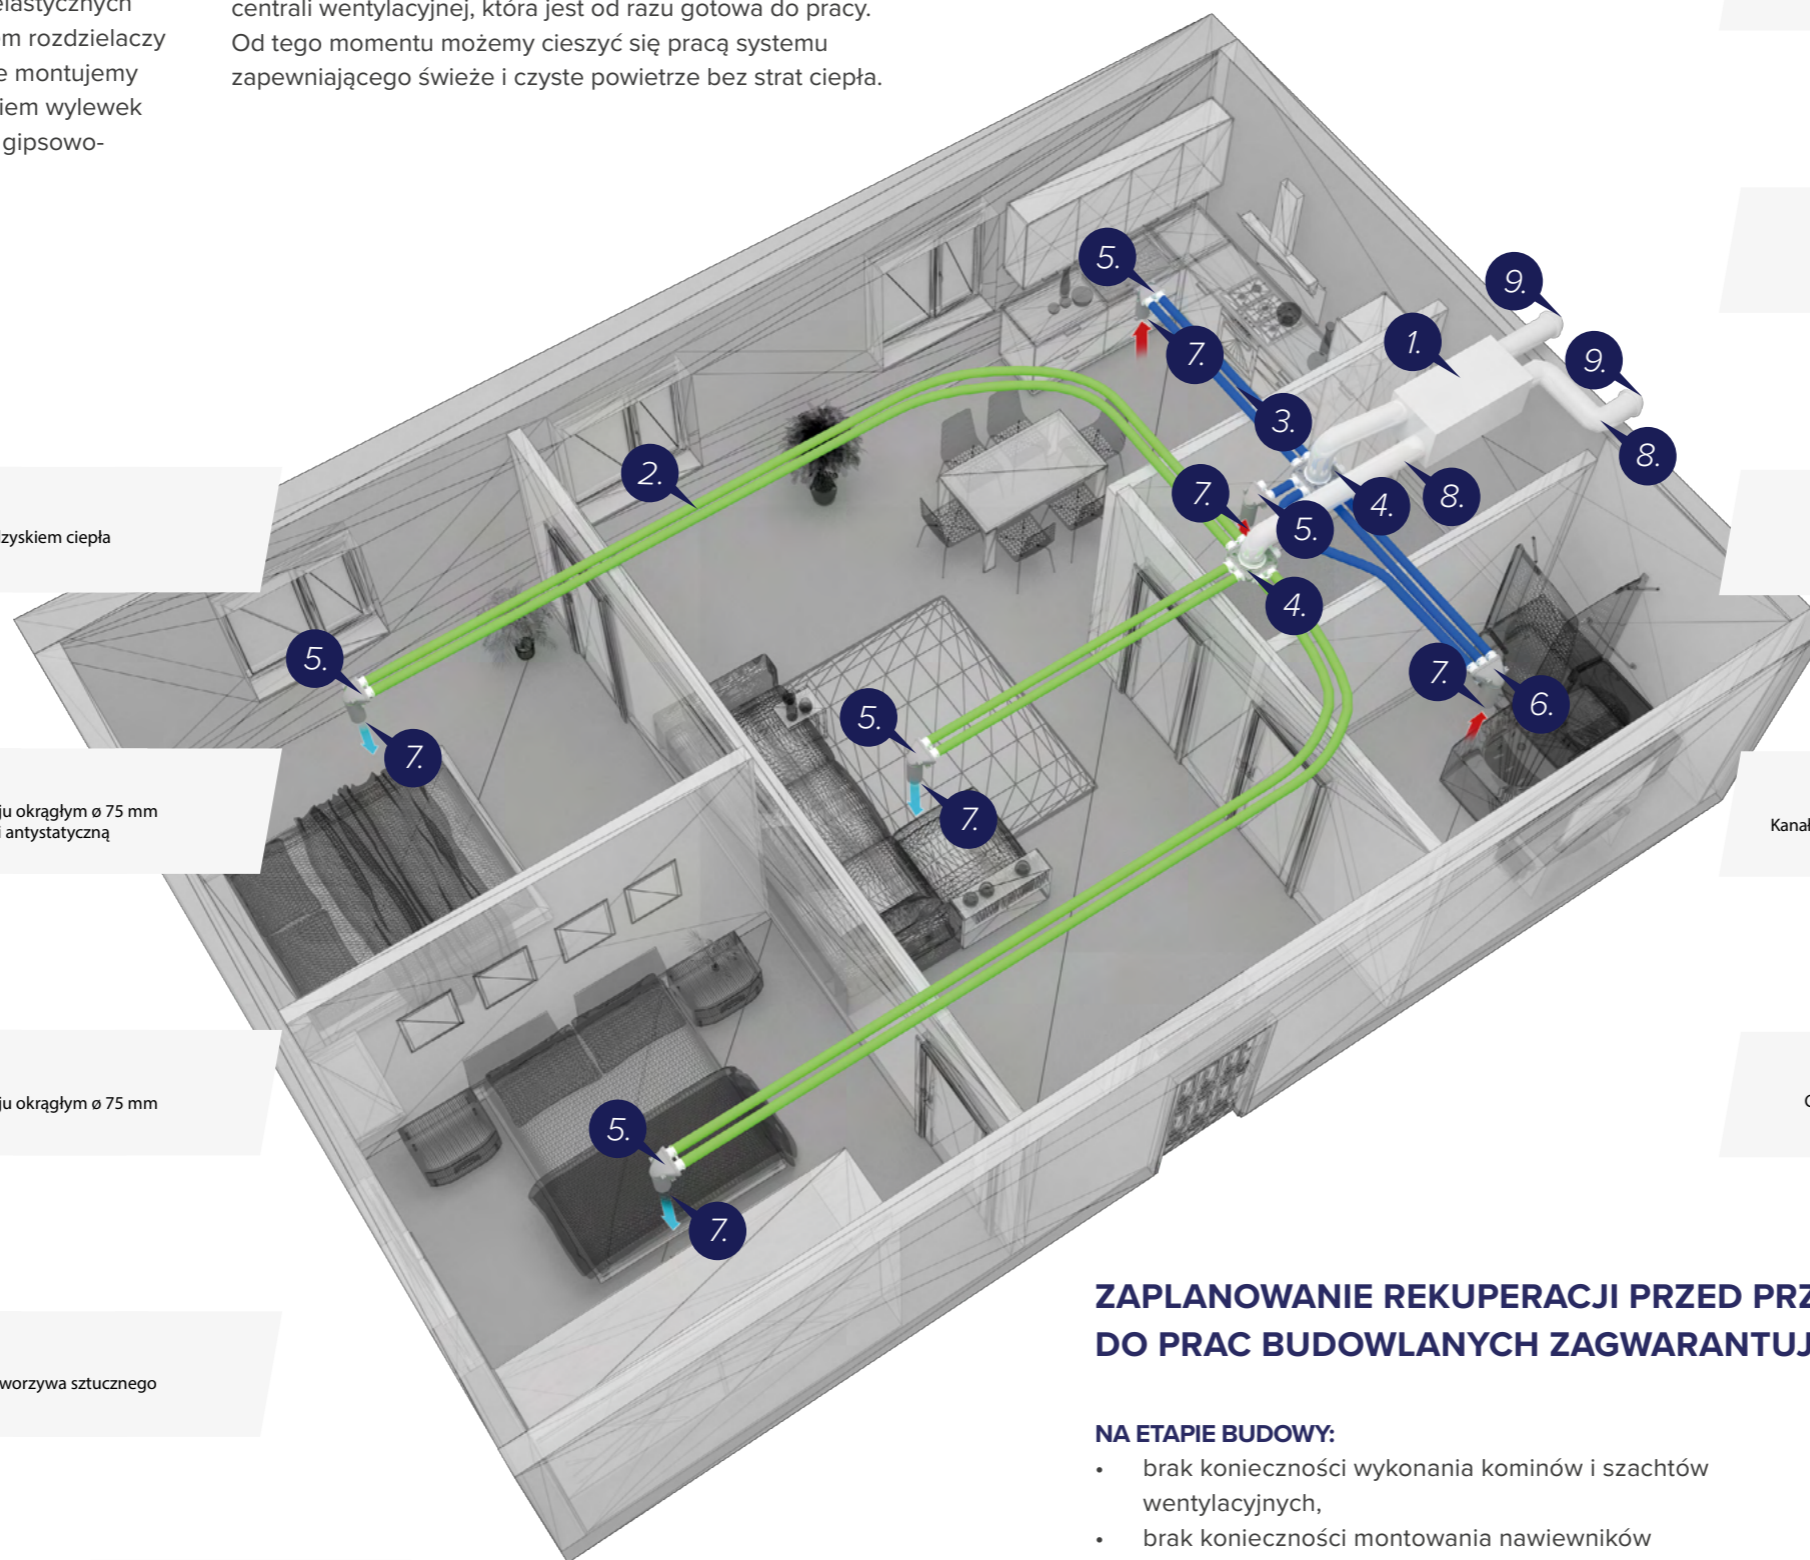 elastycznych
em rozdzielaczy
e montujemy
iem wylewek
gipsowo-
centrali wentylacyjnej, która jest od razu gotowa do pracy.
Od tego momentu możemy cieszyć się pracą systemu
zapewniającego świeże i czyste powietrze bez strat ciepła.
zyskiem ciepła
ju okrągłym ø 75 mm
i antystatyczną
ju okrągłym ø 75 mm
worzywa sztucznego
5.
7.
3.
1.
9.
9.
8.
8.
4.
7.
5.
4.
2.
5.
7.
5.
7.
7.
6.
5.
7.
Kanał
ZAPLANOWANIE REKUPERACJI PRZED PRZ
DO PRAC BUDOWLANYCH ZAGWARANTUJ
NA ETAPIE BUDOWY:
• brak konieczności wykonania kominów i szachtów
wentylacyjnych,
• brak konieczności montowania nawiewników